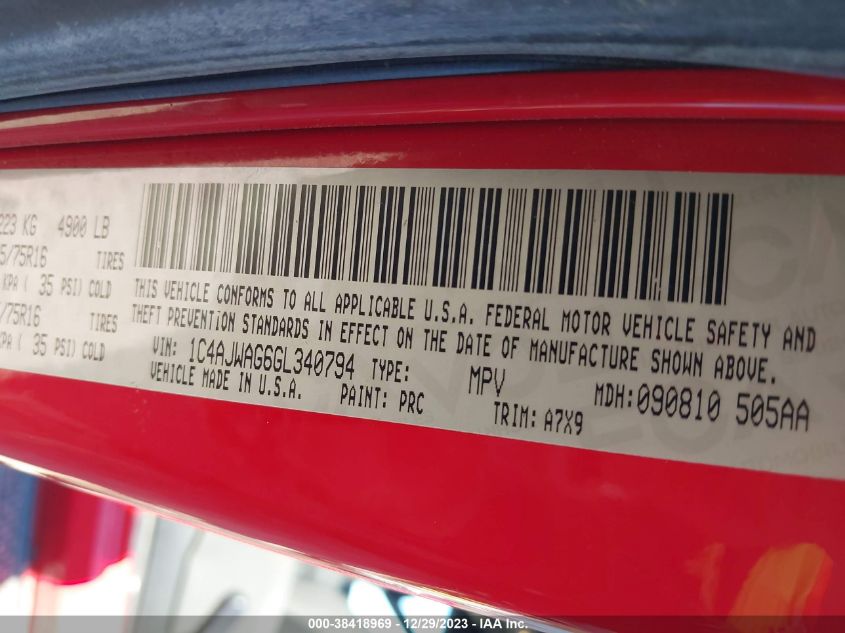 223 KG 4900 LB
5/75R16 TIRES
KPA ( 35 PSI) COLD
/75R16 TIRES
KPA ( 35 PSI) COLD
THIS VEHICLE CONFORMS TO ALL APPLICABLE U.S.A. FEDERAL MOTOR VEHICLE SAFETY AND
THEFT PREVENTION STANDARDS IN EFFECT ON THE DATE OF MANUFACTURE SHOWN ABOVE.
VIN: 1C4AJWAG6GL340794 TYPE: MPV MDH:090810 505AA
VEHICLE MADE IN U.S.A. PAINT: PRC TRIM: A7X9
000-38418969 - 12/29/2023 - IAA Inc.